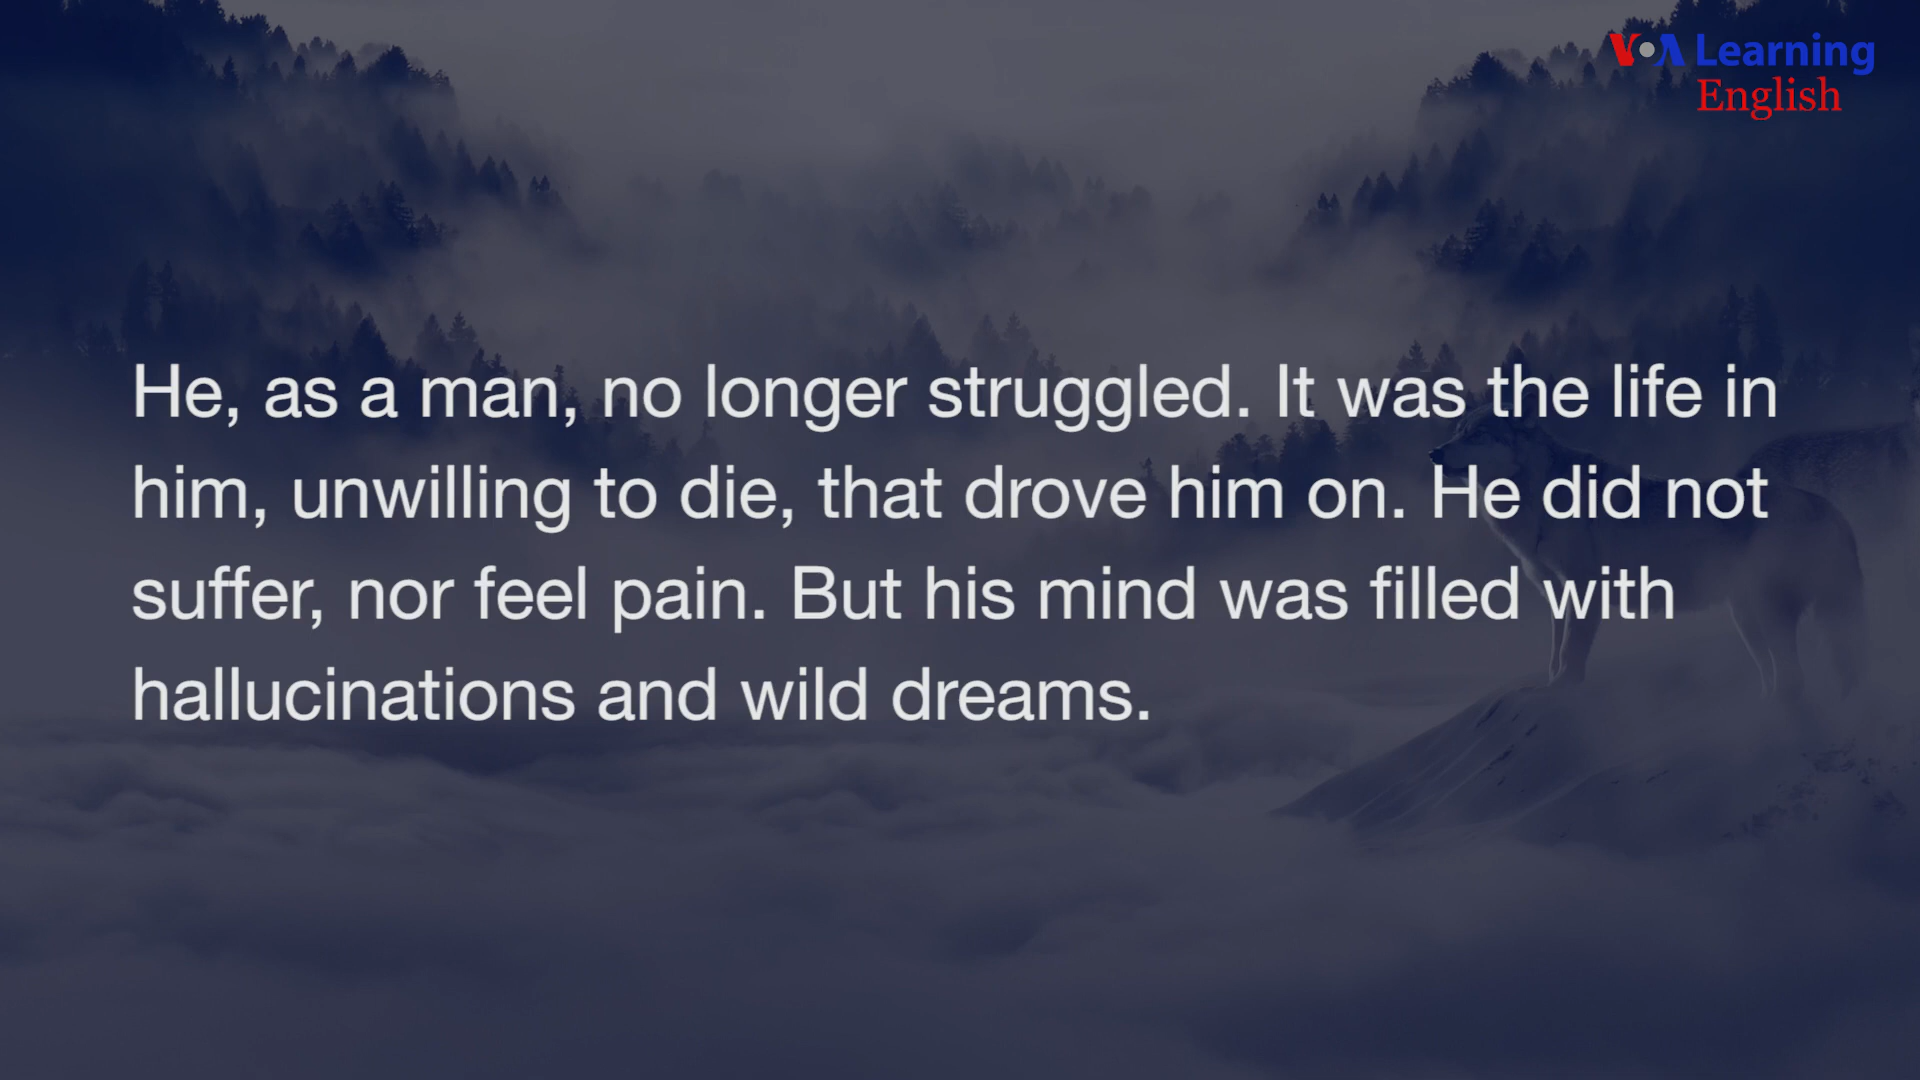 VOA Learning
English
He, as a man, no longer struggled. It was the life in
him, unwilling to die, that drove him on. He did not
suffer, nor feel pain. But his mind was filled with
hallucinations and wild dreams.